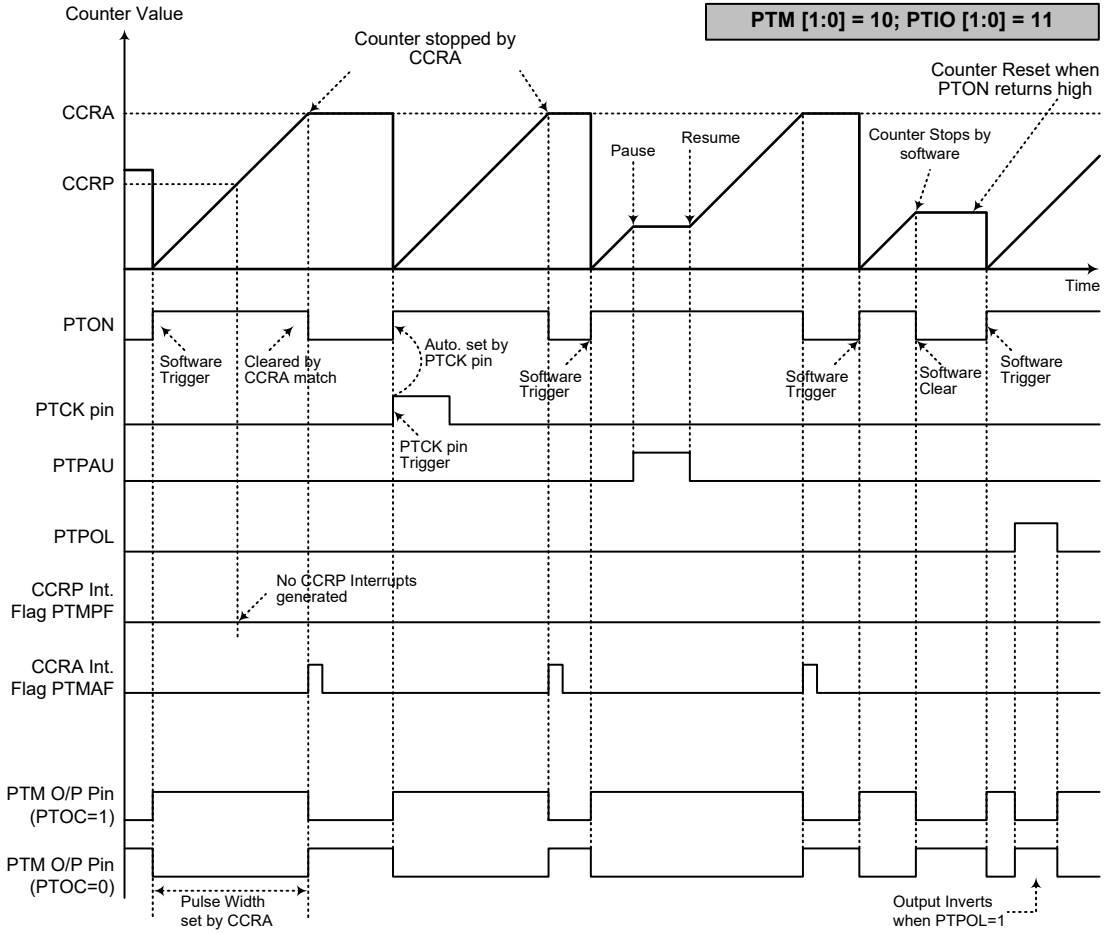 Counter Value
PTM [1:0] = 10; PTIO [1:0] = 11
Counter stopped by
CCRA
Counter Reset when
PTON returns high
CCRA
Pause
Resume
Counter Stops by
software
CCRP
Time
PTON
Software
Trigger
Cleared by
CCRA match
Auto. set by
PTCK pin
Software
Trigger
Software
Trigger
Software
Clear
Software
Trigger
PTCK pin
PTCK pin
Trigger
PTPAU
PTPOL
CCRP Int.
Flag PTMPF
No CCRP Interrupts
generated
CCRA Int.
Flag PTMAF
PTM O/P Pin
(PTOC=1)
PTM O/P Pin
(PTOC=0)
Pulse Width
set by CCRA
Output Inverts
when PTPOL=1